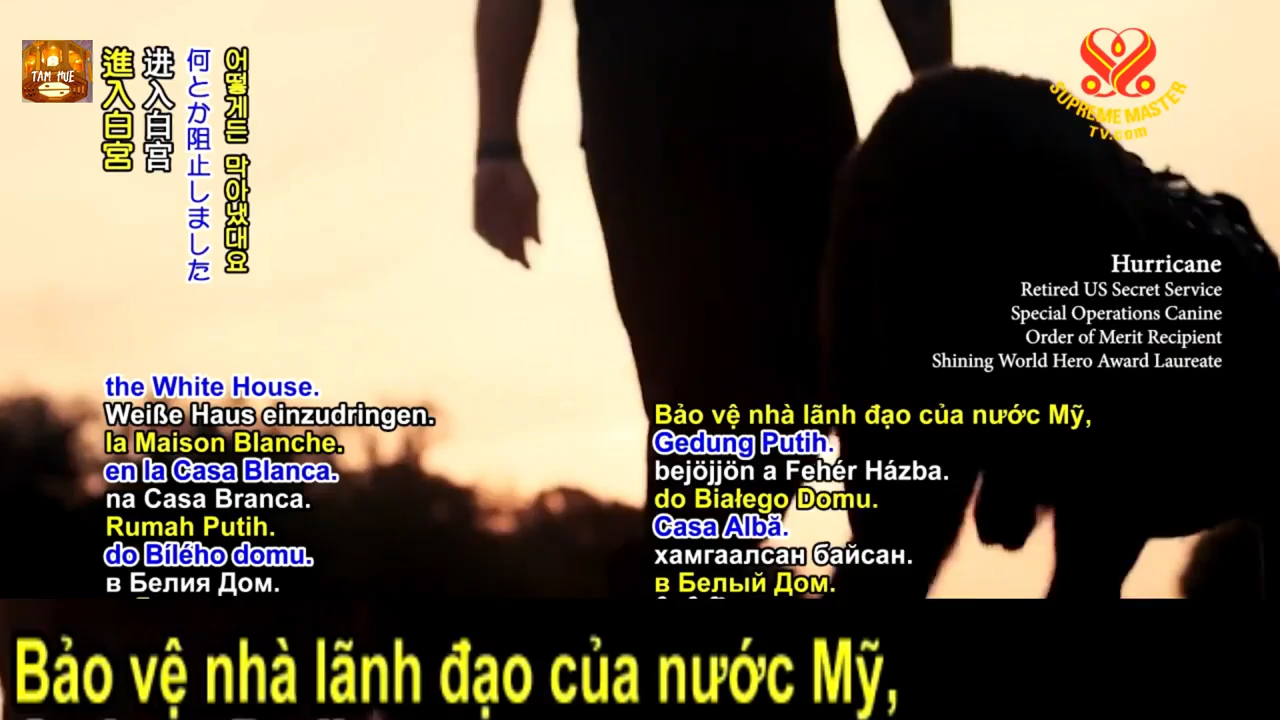 TAM HUE
進入白宮
进入白宫
何とか阻止しました
어떻게든 막아냈대요
SUPREME MASTER
TV.com
Hurricane
Retired US Secret Service
Special Operations Canine
Order of Merit Recipient
Shining World Hero Award Laureate
the White House.
Weiße Haus einzudringen.
la Maison Blanche.
en la Casa Blanca.
na Casa Branca.
Rumah Putih.
do Bílého domu.
в Белия Дом.
Bảo vệ nhà lãnh đạo của nước Mỹ,
Gedung Putih.
bejöjjön a Fehér Házba.
do Białego Domu.
Casa Albă.
хамгаалсан байсан.
в Белый Дом.
Bảo vệ nhà lãnh đạo của nước Mỹ,